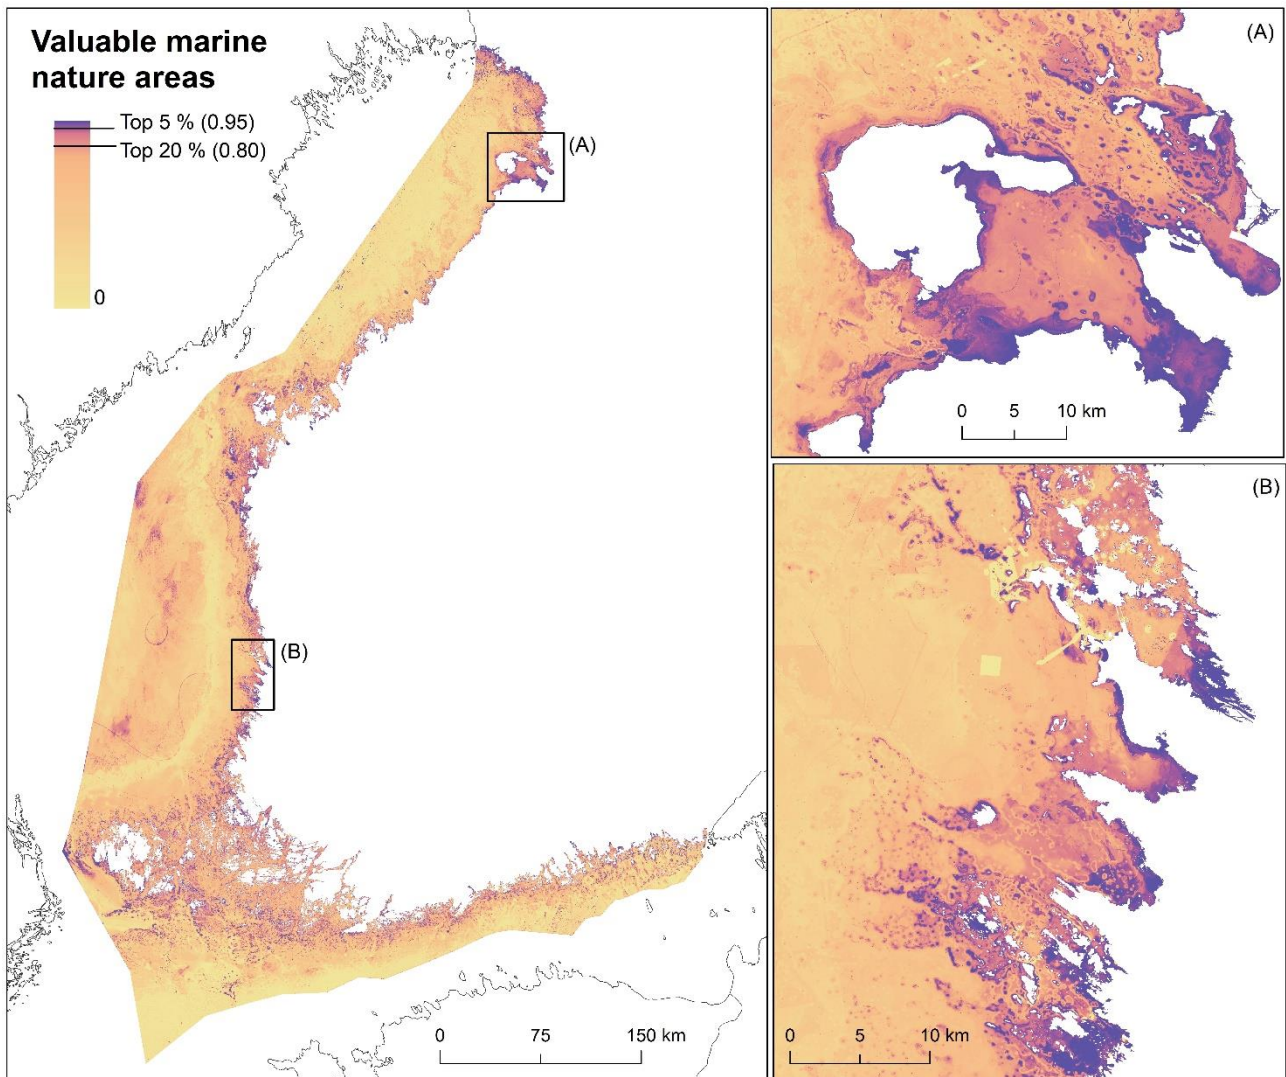 Valuable marine
nature areas
Top 5 % (0.95)
Top 20 % (0.80)
0
(A)
(B)
0 75 150 km
(A)
0 5 10 km
(B)
0 5 10 km